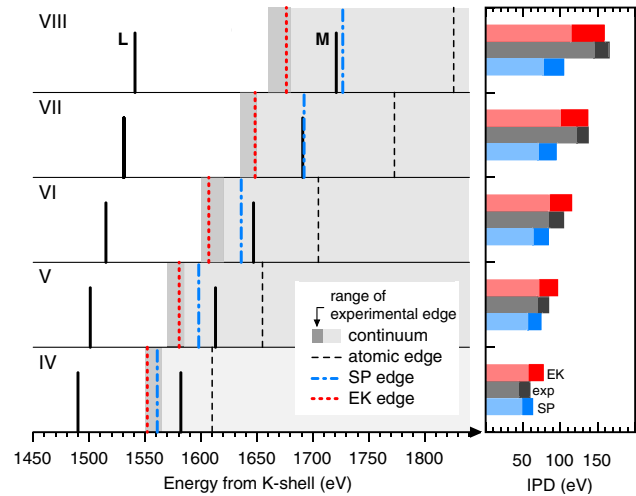 VIII
L
M
VII
VI
V
IV
range of
experimental edge
continuum
atomic edge
SP edge
EK edge
EK
exp
SP
1450 1500 1550 1600 1650 1700 1750 1800
Energy from K-shell (eV)
50 100 150
IPD (eV)